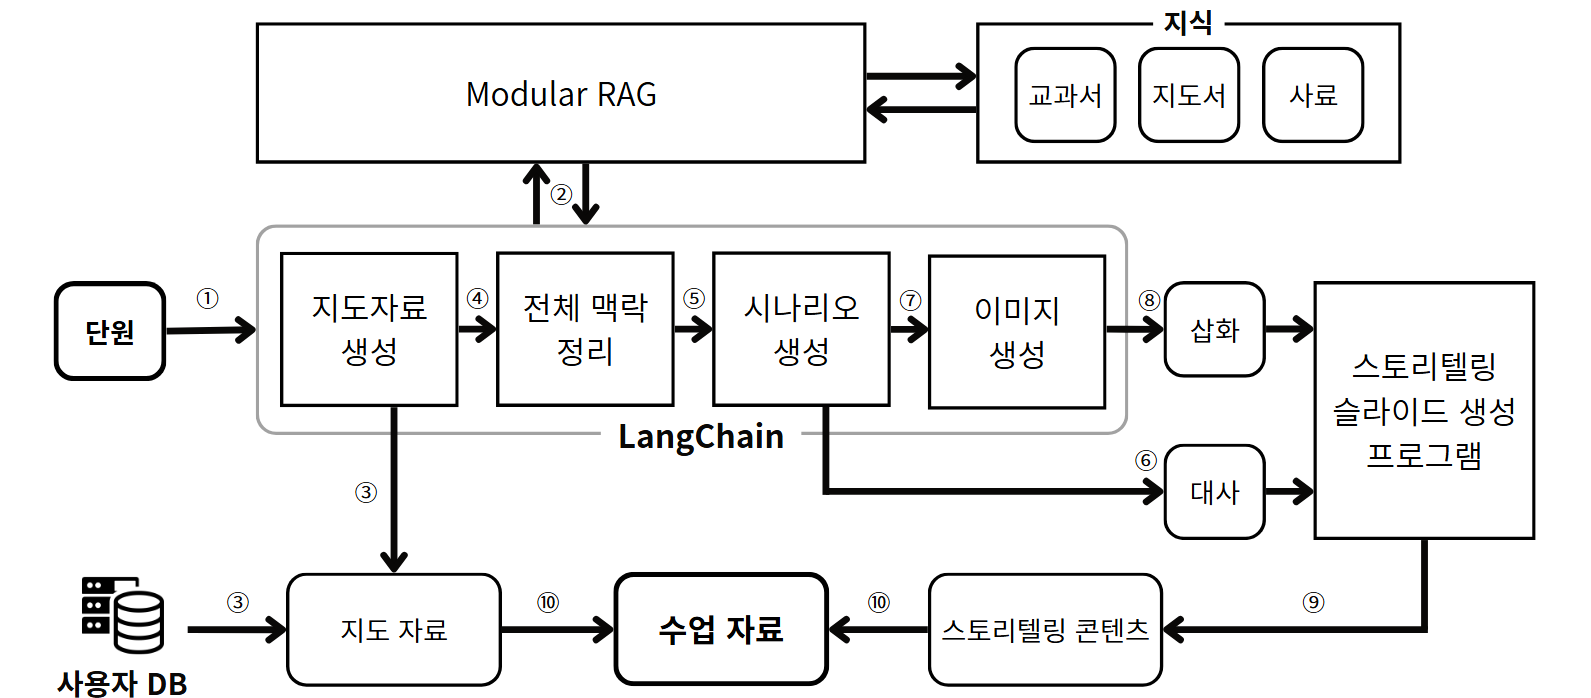 지식
Modular RAG
교과서
지도서
사료
②
단원
①
지도자료
생성
④
전체 맥락
정리
⑤
시나리오
생성
⑦
이미지
생성
⑧
삽화
스토리텔링
슬라이드 생성
프로그램
LangChain
⑥
대사
③
사용자 DB
③
지도 자료
⑩
수업 자료
⑩
스토리텔링 콘텐츠
⑨